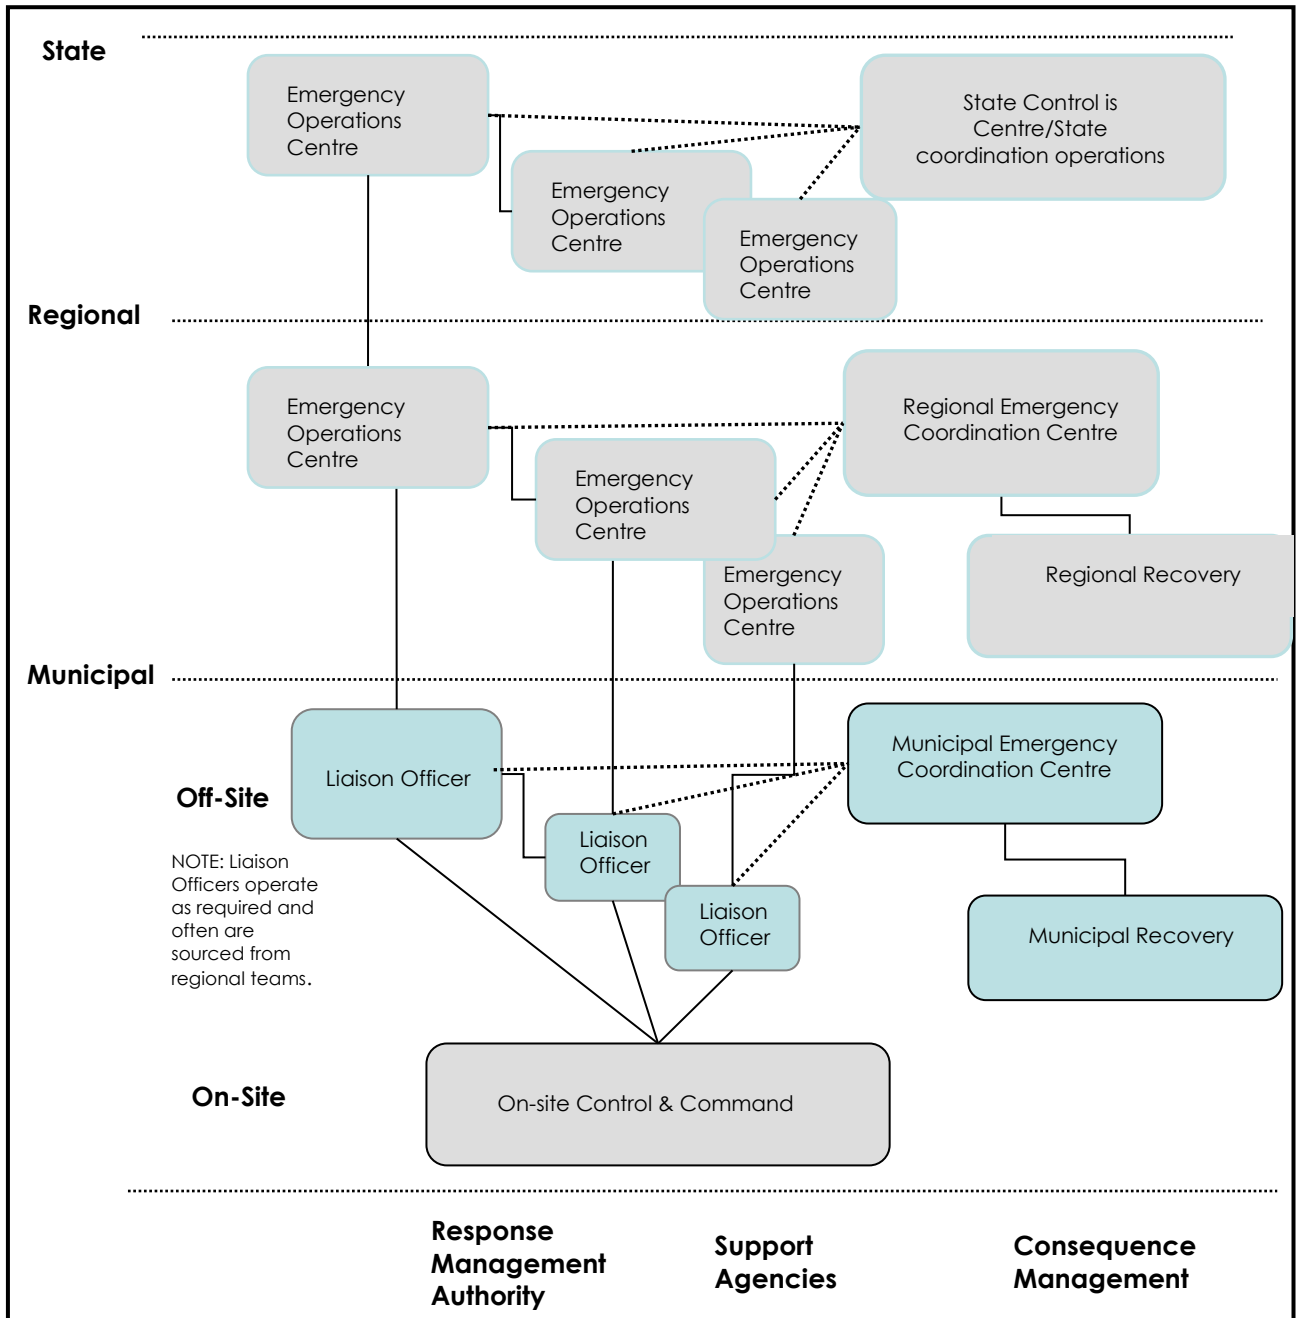 State
Emergency
Operations
Centre
State Control is
Centre/State
coordination operations
Emergency
Operations
Centre
Emergency
Operations
Centre
Regional
Emergency
Operations
Centre
Regional Emergency
Coordination Centre
Emergency
Operations
Centre
Emergency
Operations
Centre
Regional Recovery
Municipal
Liaison Officer
Municipal Emergency
Coordination Centre
Off-Site
Liaison
Officer
NOTE: Liaison
Officers operate
as required and
often are
sourced from
regional teams.
Liaison
Officer
Municipal Recovery
On-Site
On-site Control & Command
Response
Management
Authority
Support
Agencies
Consequence
Management